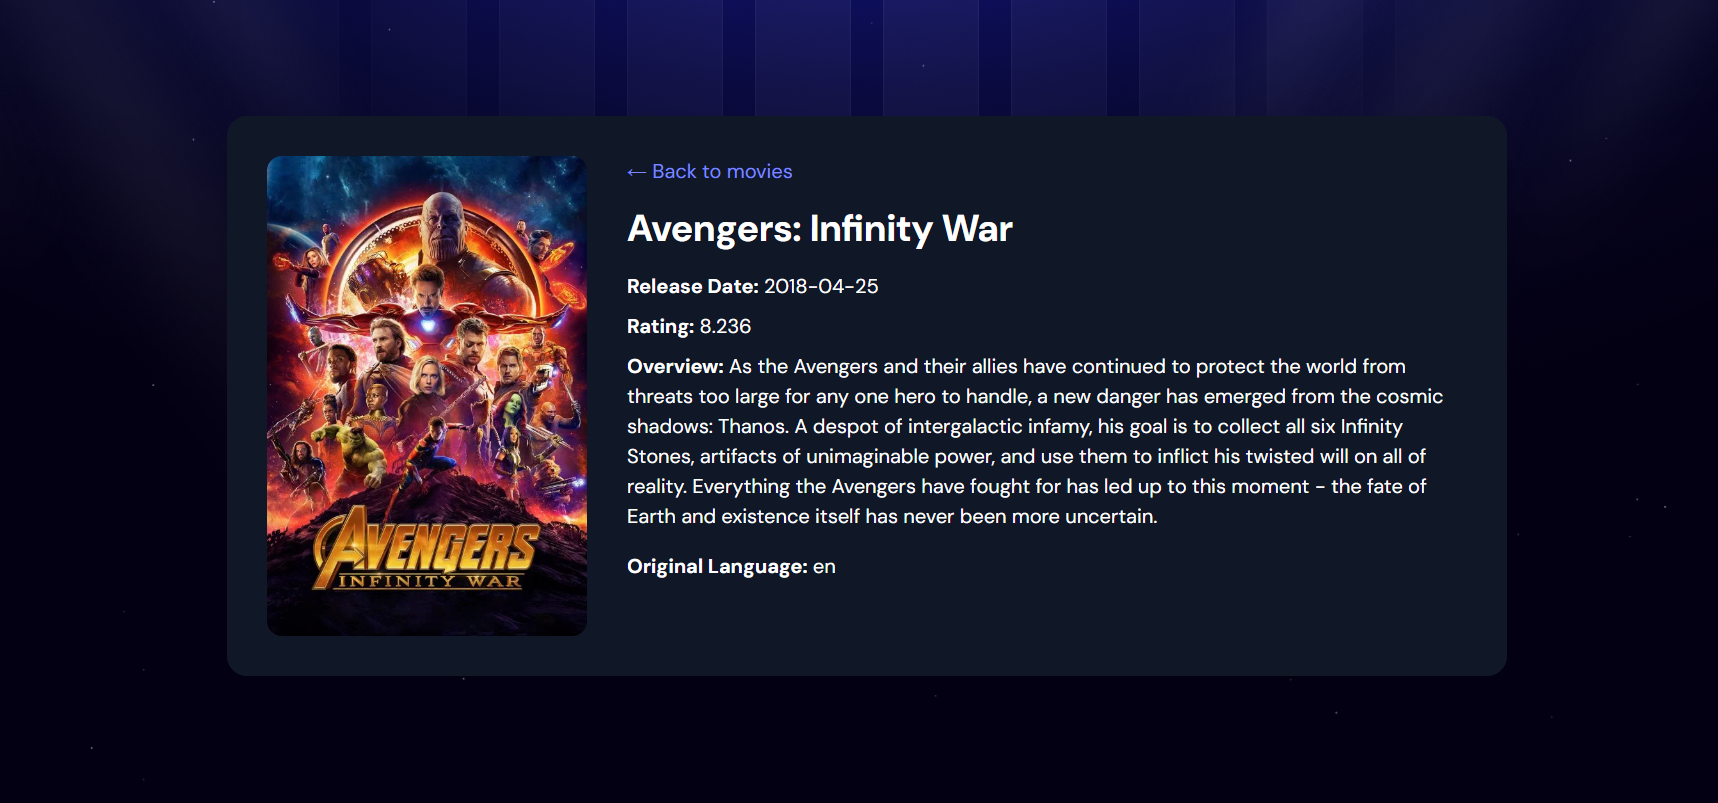 ← Back to movies
Avengers: Infinity War
Release Date: 2018-04-25
Rating: 8.236
Overview: As the Avengers and their allies have continued to protect the world from
threats too large for any one hero to handle, a new danger has emerged from the cosmic
shadows: Thanos. A despot of intergalactic infamy, his goal is to collect all six Infinity
Stones, artifacts of unimaginable power, and use them to inflict his twisted will on all of
reality. Everything the Avengers have fought for has led up to this moment - the fate of
Earth and existence itself has never been more uncertain.
Original Language: en
AVENGERS
INFINITY WAR